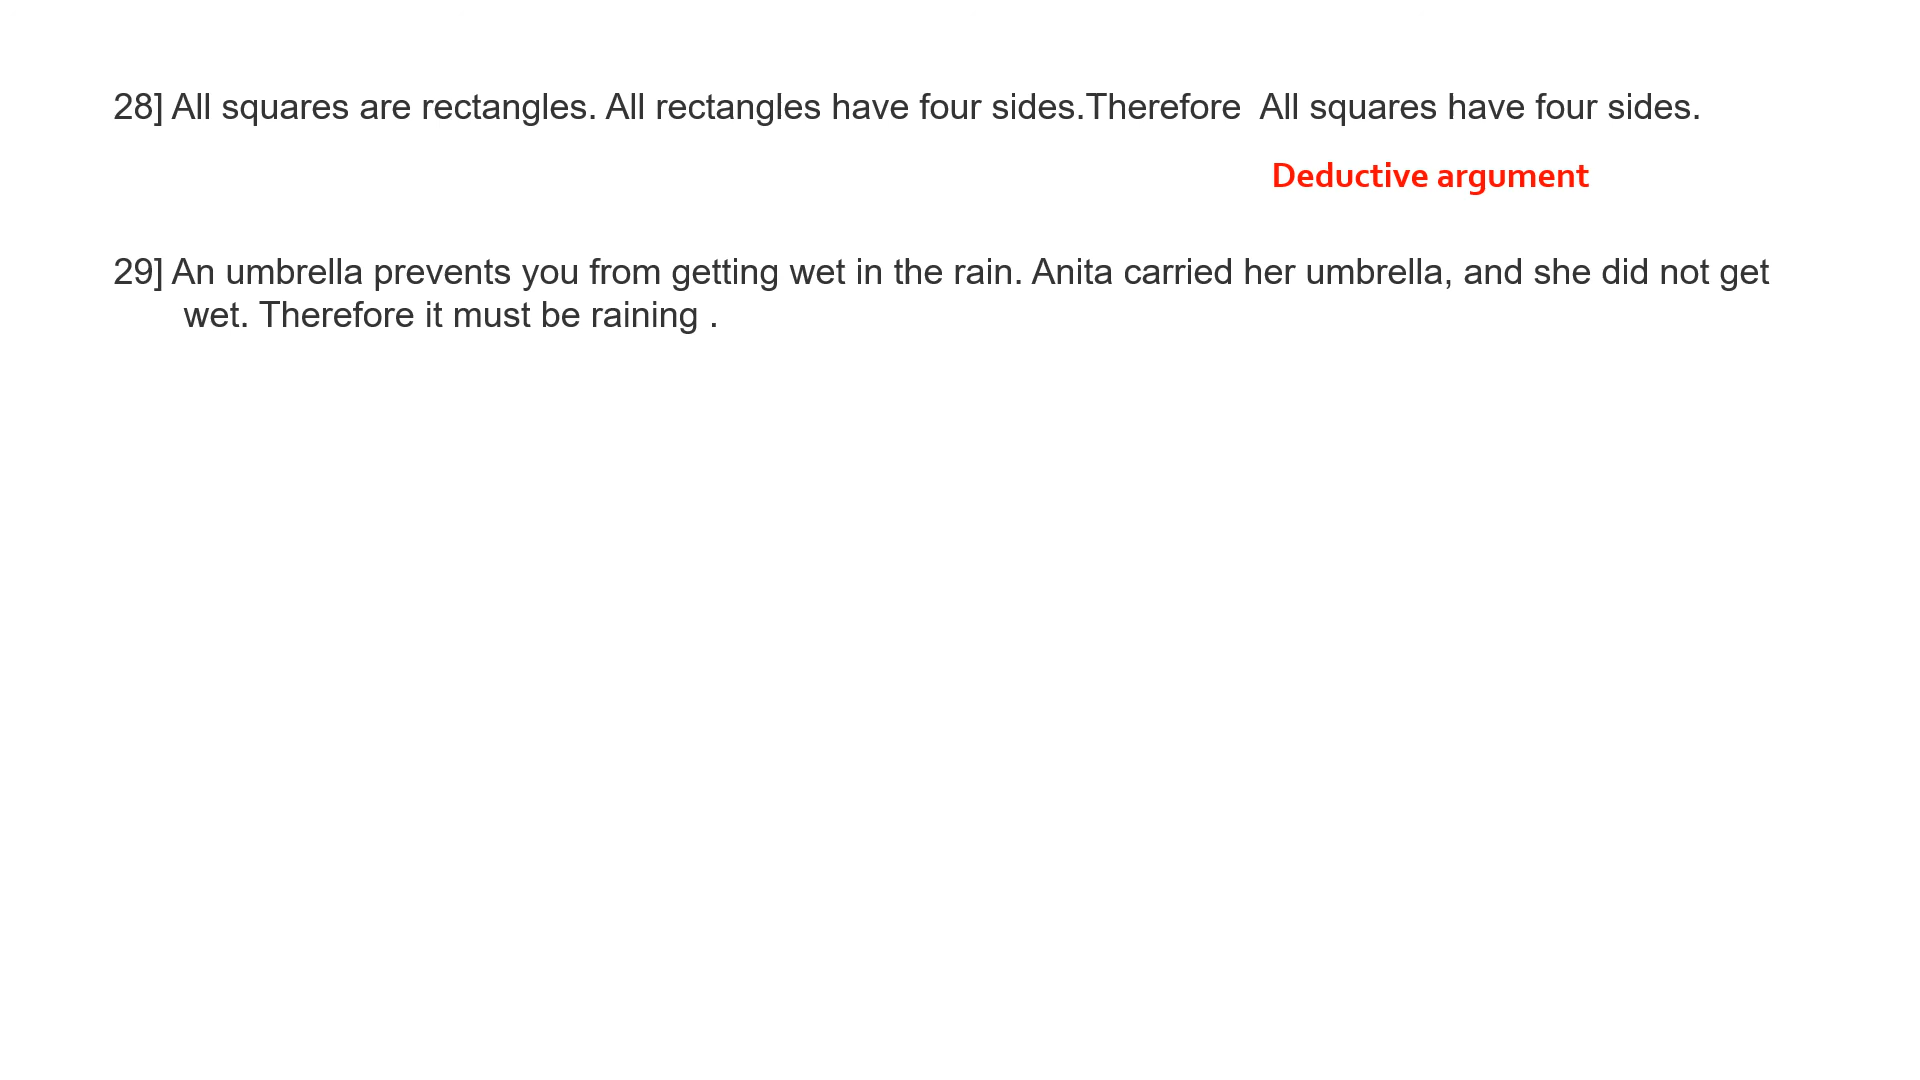 28] All squares are rectangles. All rectangles have four sides.Therefore  All squares have four sides.
Deductive argument
29] An umbrella prevents you from getting wet in the rain. Anita carried her umbrella, and she did not get
wet. Therefore it must be raining .